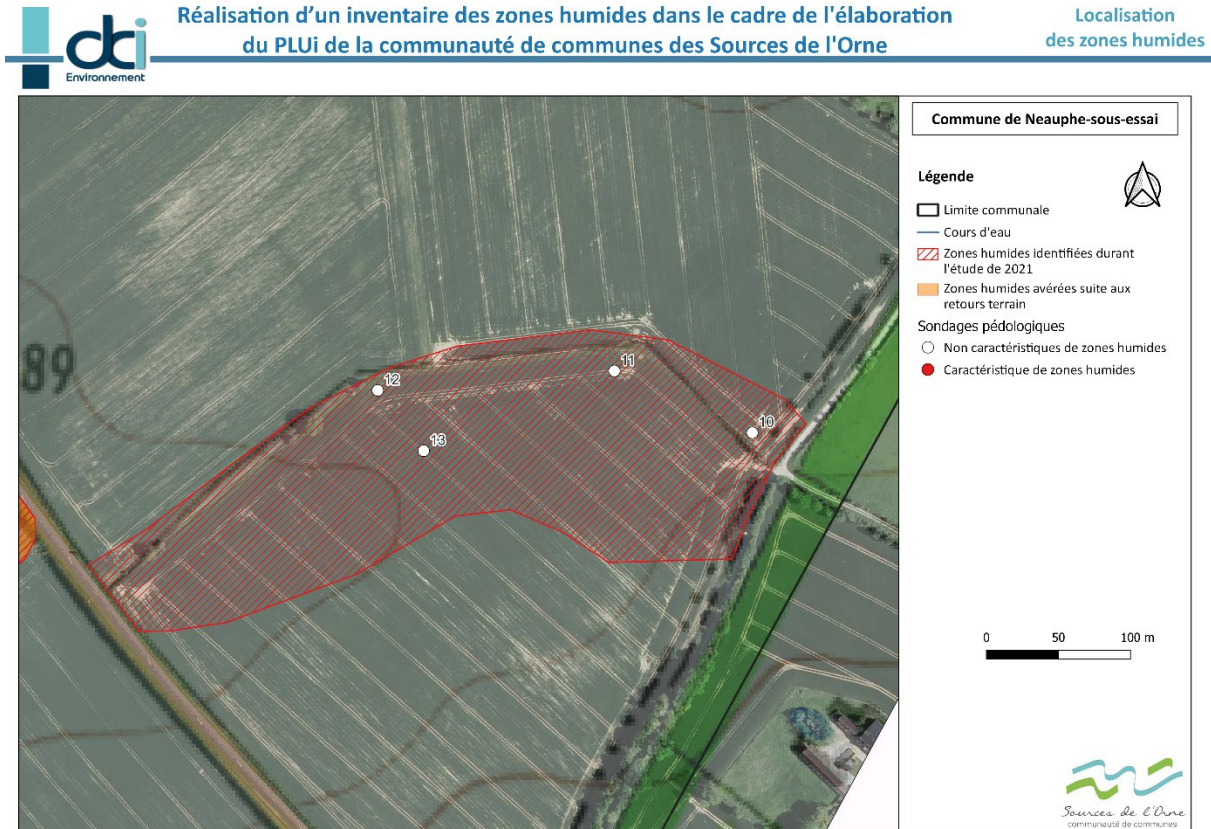 Réalisation d’un inventaire des zones humides dans le cadre de l'élaboration
du PLUi de la communauté de communes des Sources de l'Orne
Localisation
des zones humides
dci
Environnement
Commune de Neauphe-sous-essai
Légende
Limite communale
Cours d'eau
Zones humides identifiées durant
l'étude de 2021
Zones humides avérées suite aux
retours terrain
Sondages pédologiques
Non caractéristiques de zones humides
Caractéristique de zones humides
89
12
11
13
10
0 50 100 m
Sources de l'Orne
communauté de communes